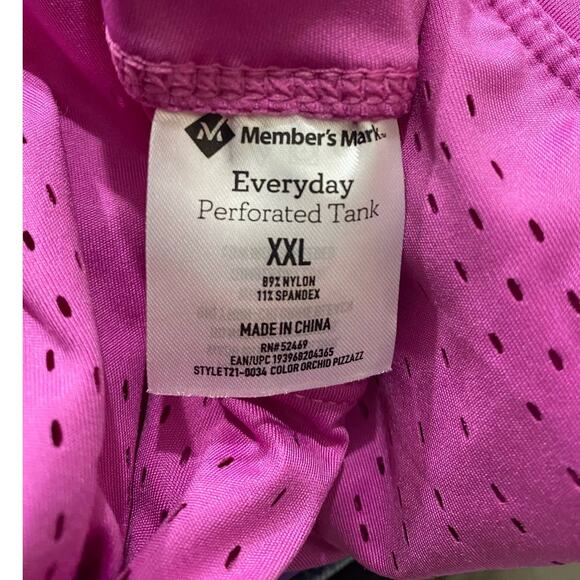 Member's Mark™
Everyday
Perforated Tank
XXL
89% NYLON
11% SPANDEX
MADE IN CHINA
RN# 52469
EAN/UPC 193968204365
STYLE T21-0034 COLOR ORCHID PIZZAZZ